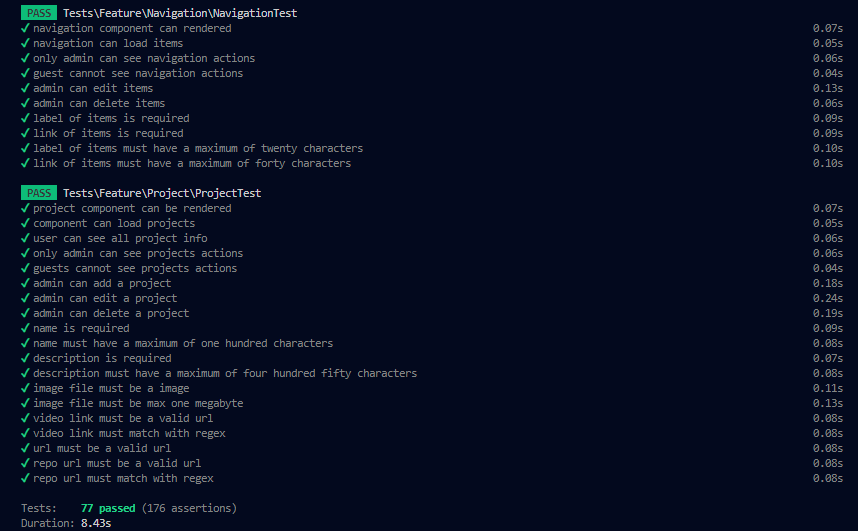 PASS Tests\Feature\Navigation\NavigationTest
✓ navigation component can rendered 0.07s
✓ navigation can load items 0.05s
✓ only admin can see navigation actions 0.06s
✓ guest cannot see navigation actions 0.04s
✓ admin can edit items 0.13s
✓ admin can delete items 0.06s
✓ label of items is required 0.09s
✓ link of items is required 0.09s
✓ label of items must have a maximum of twenty characters 0.10s
✓ link of items must have a maximum of forty characters 0.10s
PASS Tests\Feature\Project\ProjectTest
✓ project component can be rendered 0.07s
✓ component can load projects 0.05s
✓ user can see all project info 0.06s
✓ only admin can see projects actions 0.06s
✓ guests cannot see projects actions 0.04s
✓ admin can add a project 0.18s
✓ admin can edit a project 0.24s
✓ admin can delete a project 0.19s
✓ name is required 0.09s
✓ name must have a maximum of one hundred characters 0.08s
✓ description is required 0.07s
✓ description must have a maximum of four hundred fifty characters 0.08s
✓ image file must be a image 0.11s
✓ image file must be max one megabyte 0.13s
✓ video link must be a valid url 0.08s
✓ video link must match with regex 0.08s
✓ url must be a valid url 0.08s
✓ repo url must be a valid url 0.08s
✓ repo url must match with regex 0.08s
Tests: 77 passed (176 assertions)
Duration: 8.43s